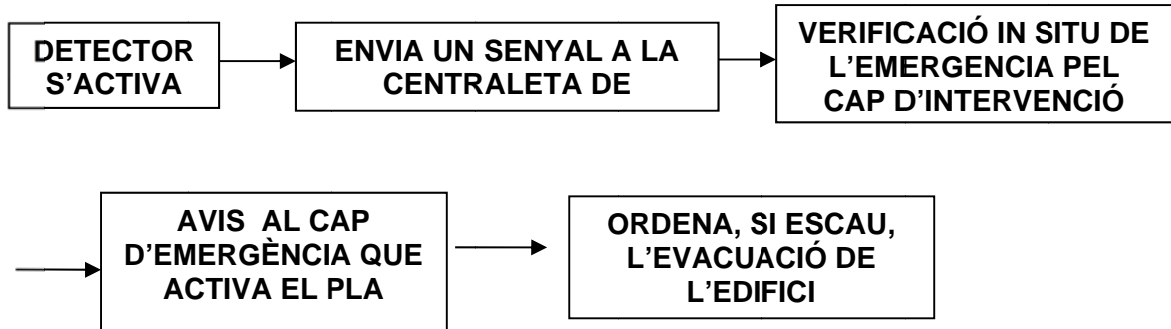 DETECTOR
S'ACTIVA
ENVIA UN SENYAL A LA
CENTRALETA DE
VERIFICACIÓ IN SITU DE
L'EMERGENCIA PEL
CAP D'INTERVENCIÓ
AVIS AL CAP
D'EMERGÈNCIA QUE
ACTIVA EL PLA
ORDENA, SI ESCAU,
L'EVACUACIÓ DE
L'EDIFICI